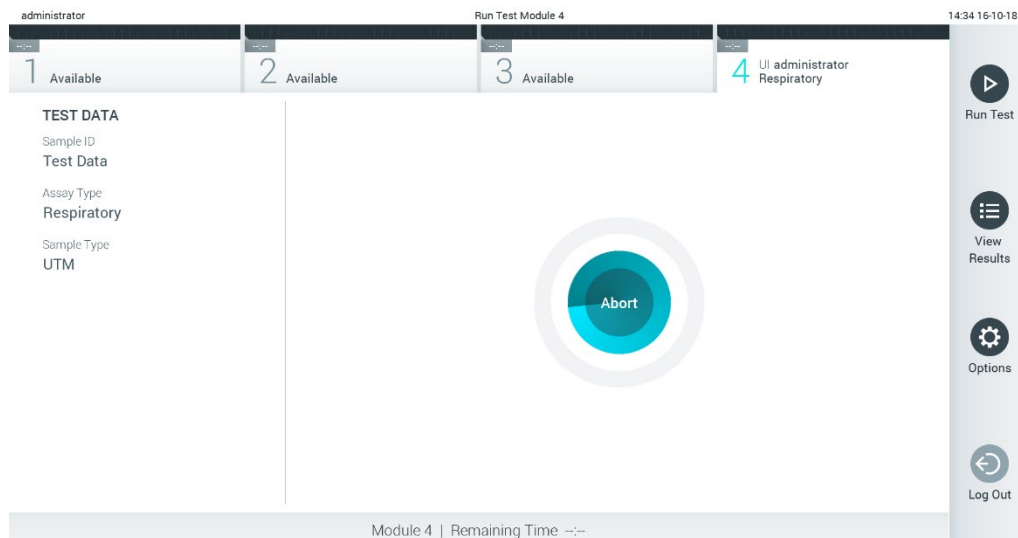 administrator
Run Test Module 4
14:34 16-10-18
--:--
1 Available
--:--
2 Available
--:--
3 Available
--:--
4 UI administrator
Respiratory
TEST DATA
Sample ID
Test Data
Assay Type
Respiratory
Sample Type
UTM
Abort
Run Test
View
Results
Options
Log Out
Module 4 | Remaining Time --:--